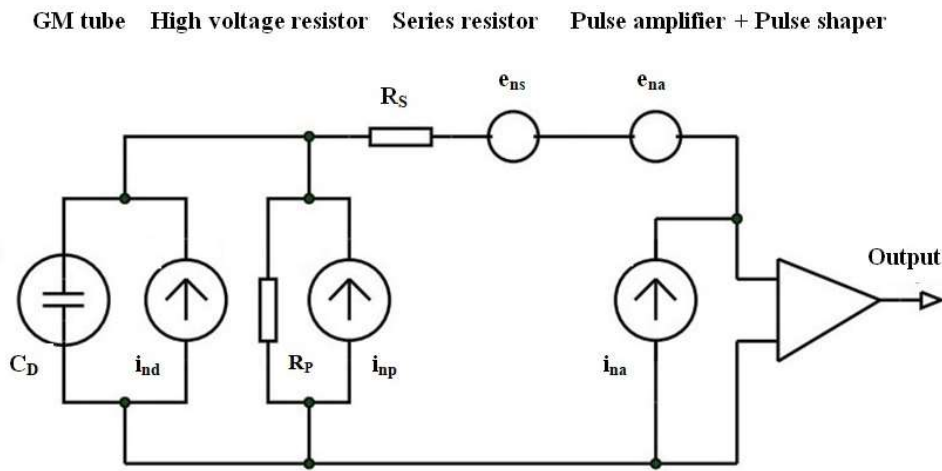 GM tube High voltage resistor Series resistor Pulse amplifier + Pulse shaper
ens ena
RS
Output
CD ind RP inp ina